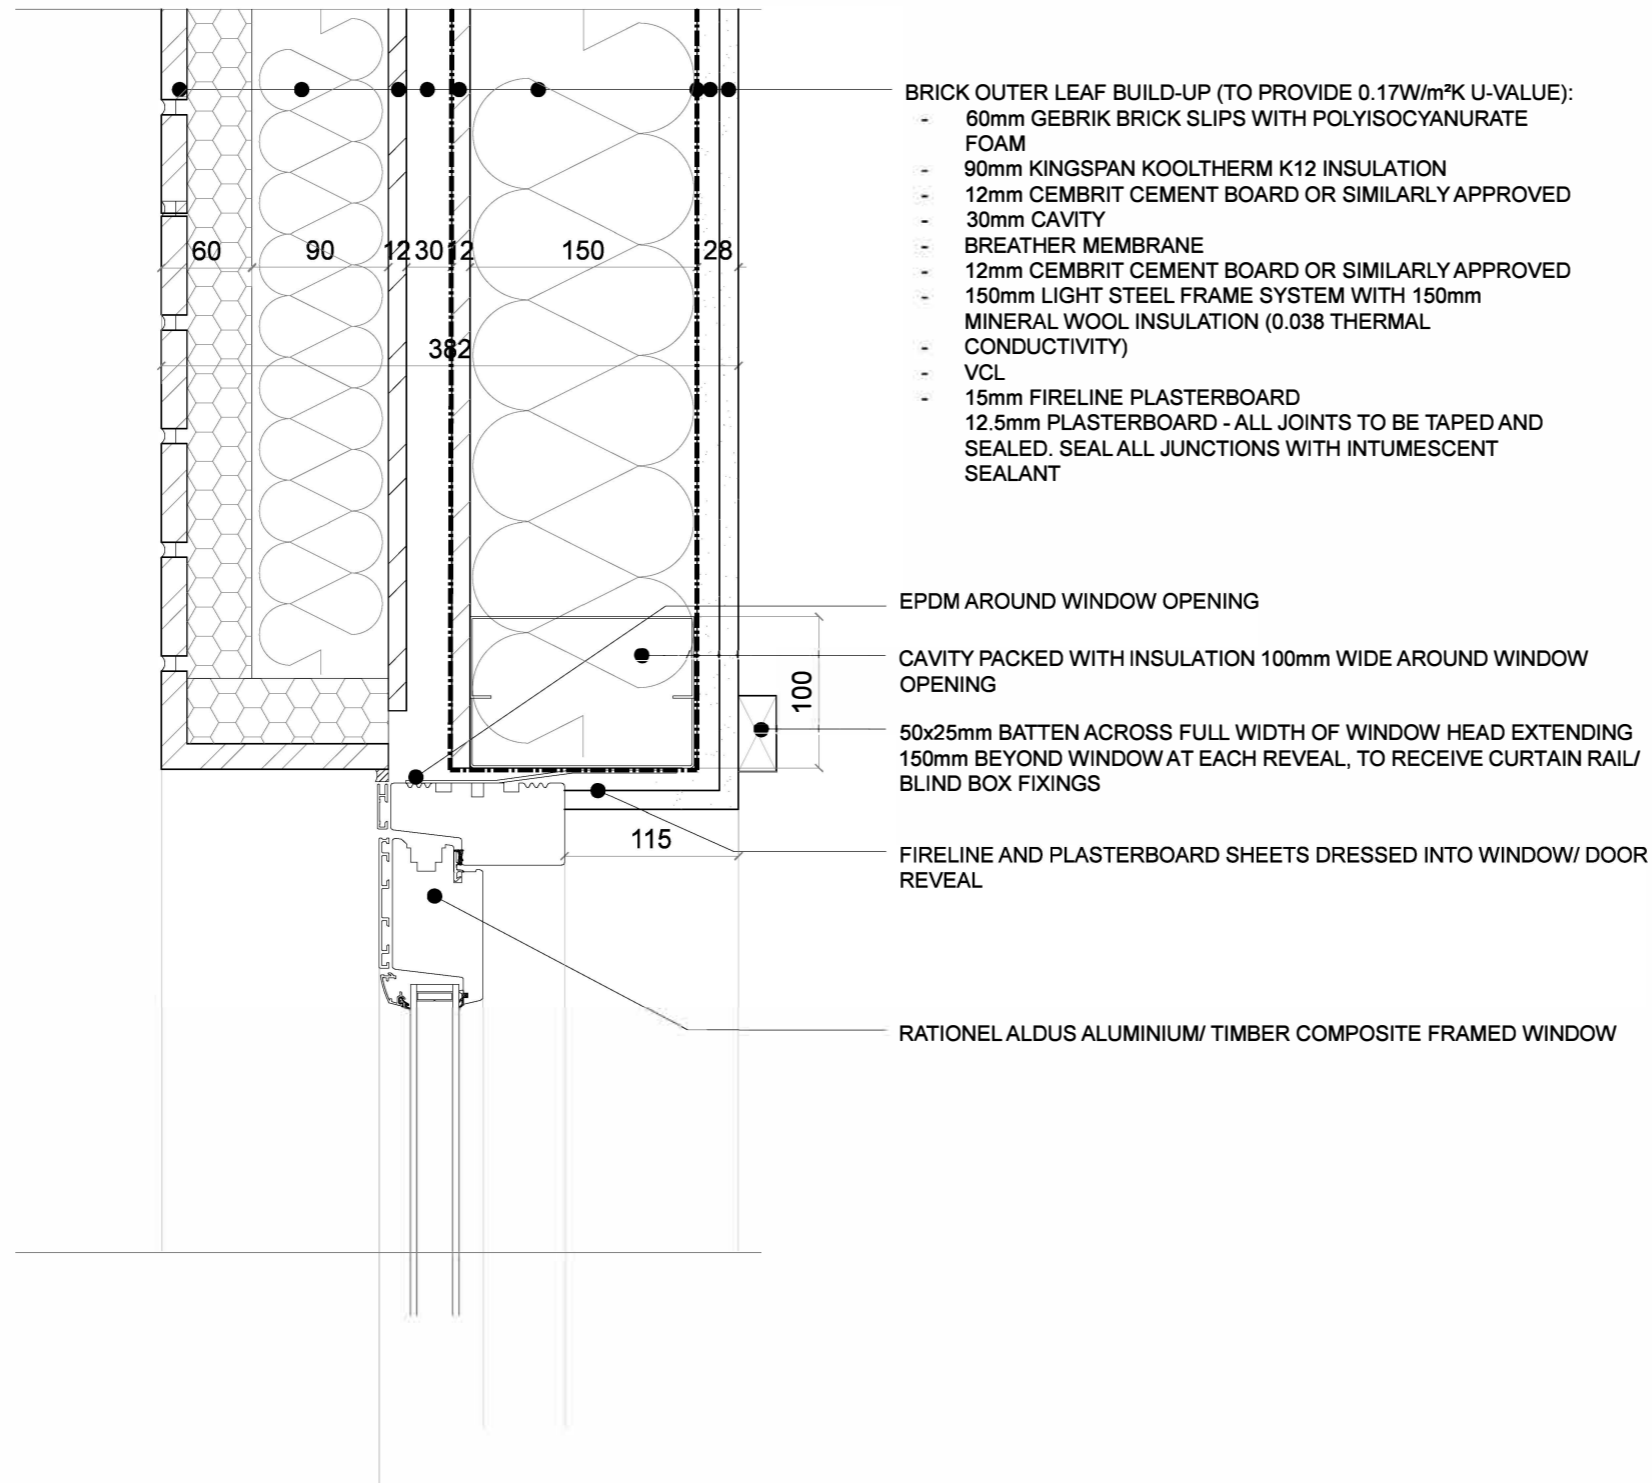 BRICK OUTER LEAF BUILD-UP (TO PROVIDE 0.17W/m²K U-VALUE):
- 60mm GEBRIK BRICK SLIPS WITH POLYISOCYANURATE
FOAM
- 90mm KINGSPAN KOOLTHERM K12 INSULATION
- 12mm CEMBRIT CEMENT BOARD OR SIMILARLY APPROVED
- 30mm CAVITY
- BREATHER MEMBRANE
- 12mm CEMBRIT CEMENT BOARD OR SIMILARLY APPROVED
- 150mm LIGHT STEEL FRAME SYSTEM WITH 150mm
MINERAL WOOL INSULATION (0.038 THERMAL
- CONDUCTIVITY)
- VCL
- 15mm FIRELINE PLASTERBOARD
12.5mm PLASTERBOARD - ALL JOINTS TO BE TAPED AND
SEALED. SEAL ALL JUNCTIONS WITH INTUMESCENT
SEALANT
60 90 12 30 12 150 28
382
EPDM AROUND WINDOW OPENING
CAVITY PACKED WITH INSULATION 100mm WIDE AROUND WINDOW
OPENING
100
50x25mm BATTEN ACROSS FULL WIDTH OF WINDOW HEAD EXTENDING
150mm BEYOND WINDOW AT EACH REVEAL, TO RECEIVE CURTAIN RAIL/
BLIND BOX FIXINGS
115
FIRELINE AND PLASTERBOARD SHEETS DRESSED INTO WINDOW/ DOOR
REVEAL
RATIONEL ALDUS ALUMINIUM/ TIMBER COMPOSITE FRAMED WINDOW